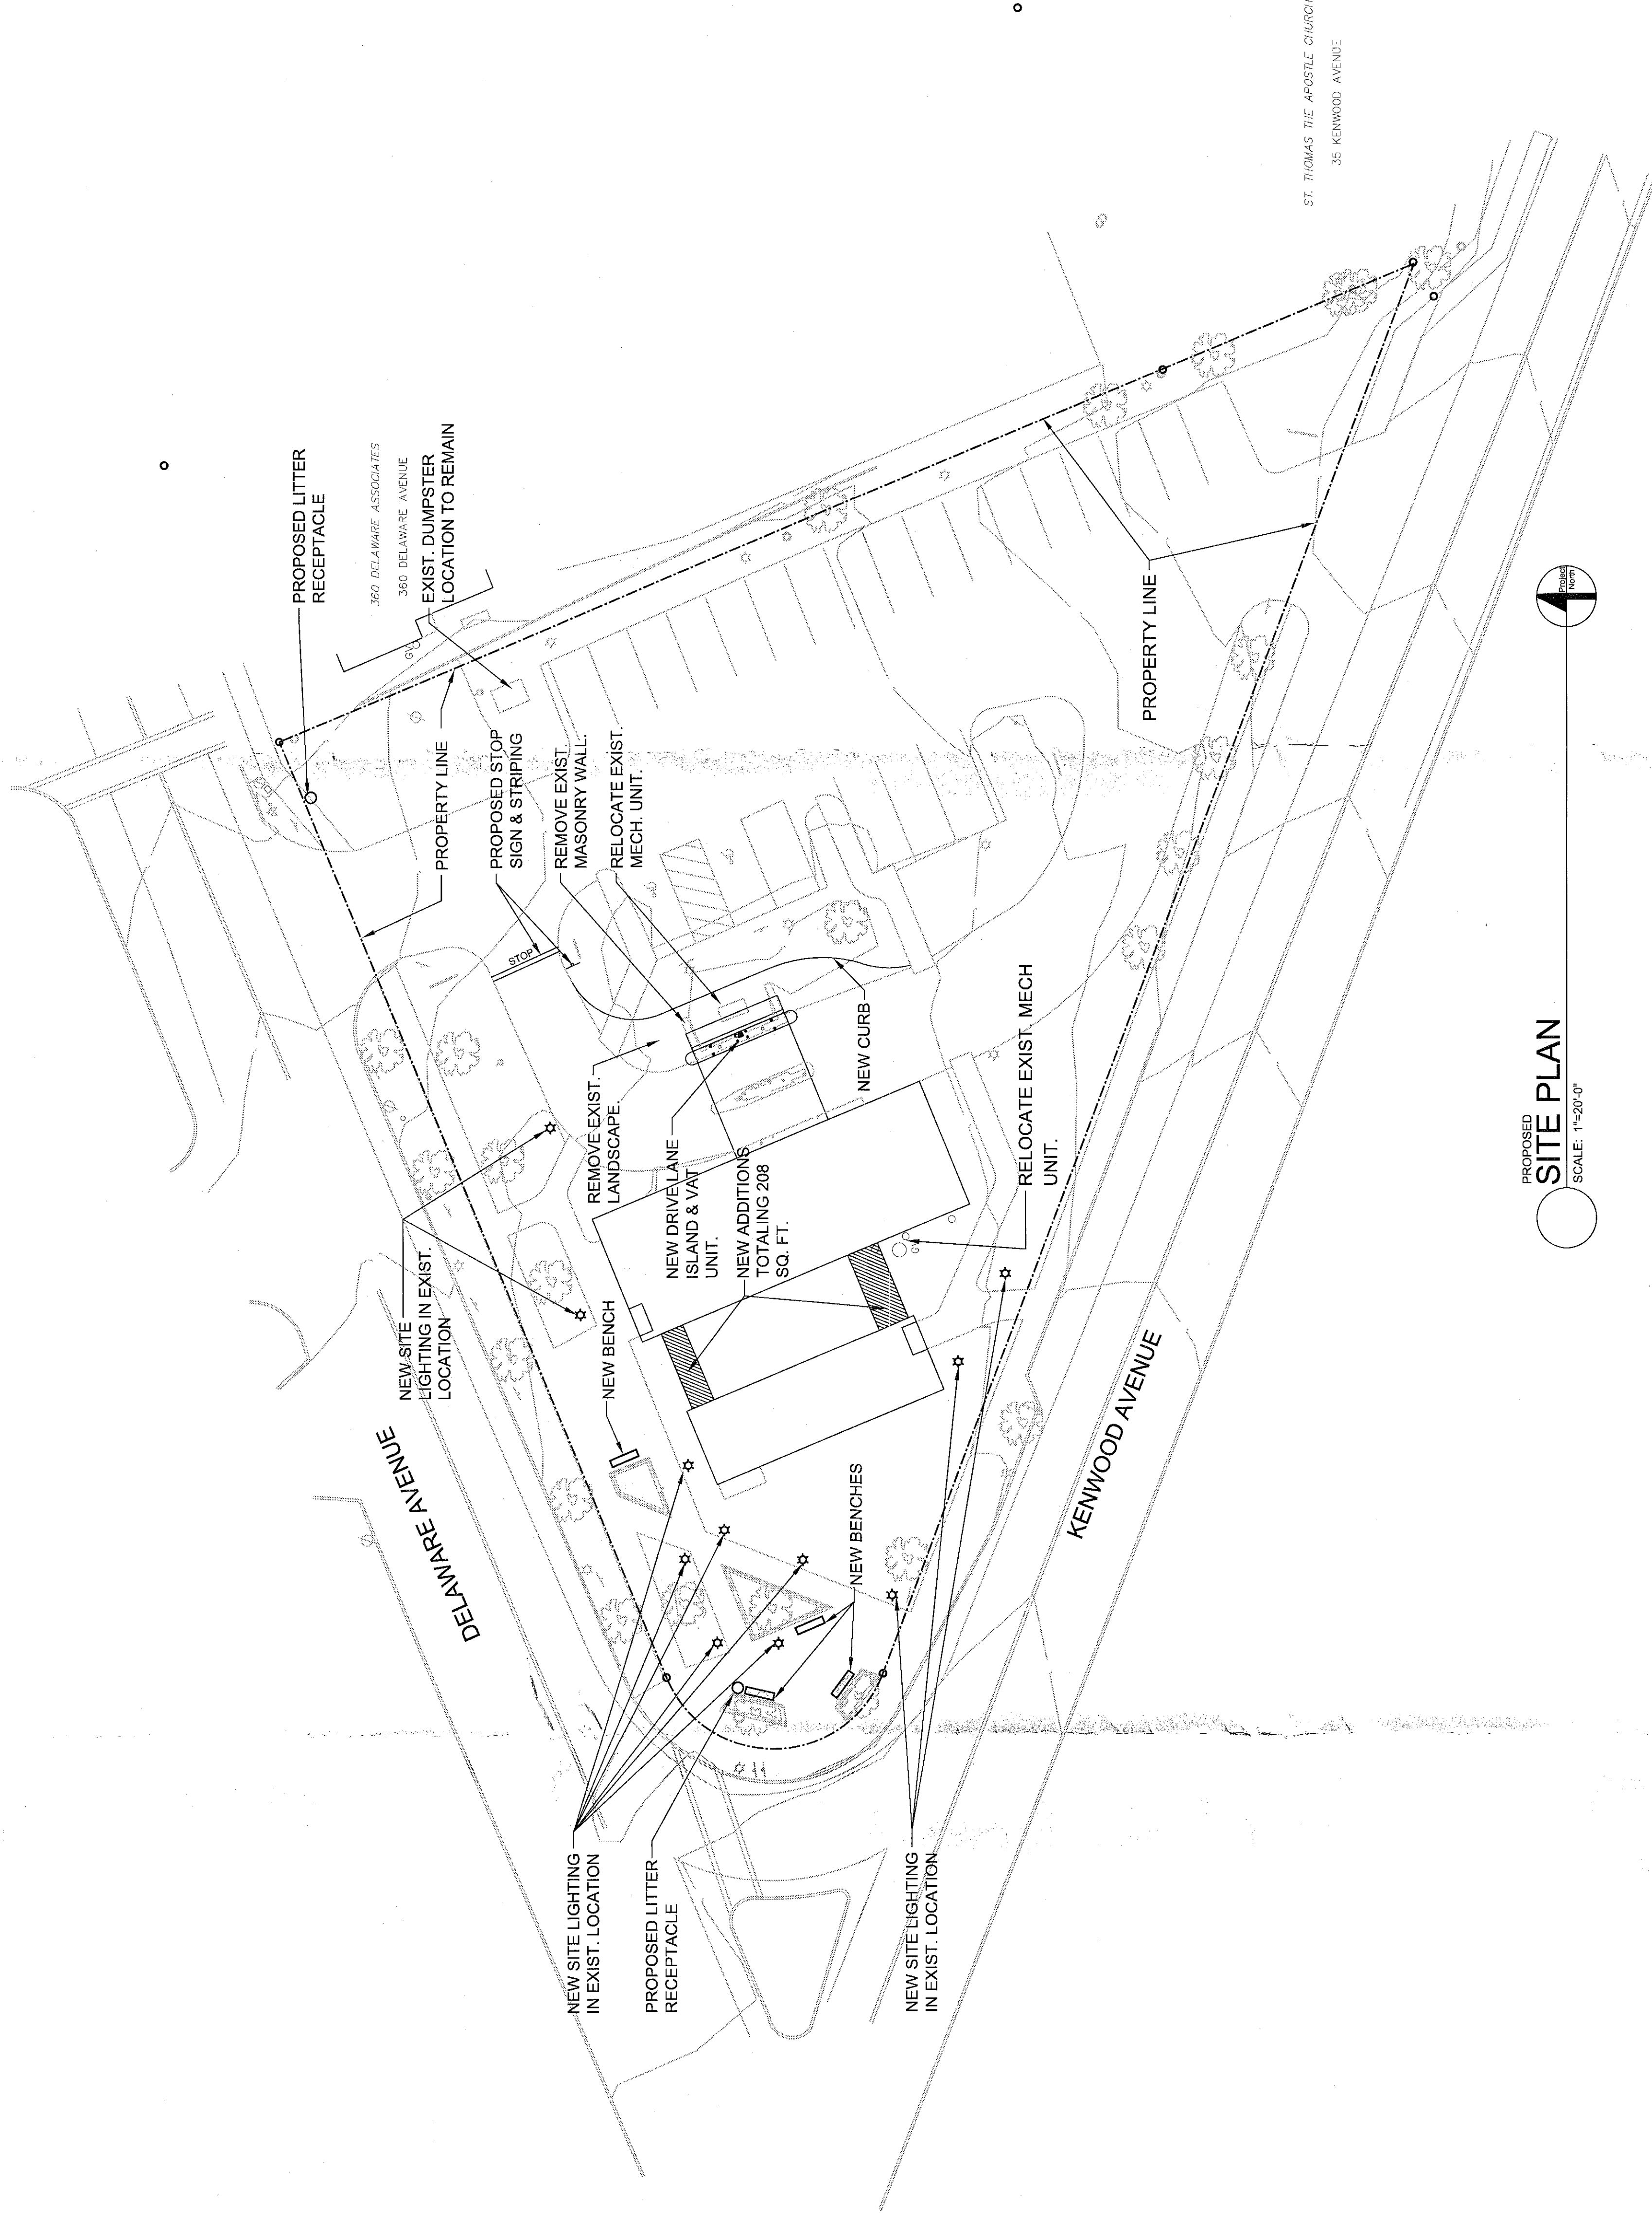 ST. THOMAS THE APOSTLE CHURCH
35 KENWOOD AVENUE
PROPOSED LITTER
RECEPTACLE
360 DELAWARE ASSOCIATES
360 DELAWARE AVENUE
EXIST. DUMPSTER
LOCATION TO REMAIN
GV
PROPERTY LINE
PROPOSED STOP
SIGN & STRIPING
REMOVE EXIST.
MASONRY WALL.
RELOCATE EXIST.
MECH. UNIT.
STOP
PROPERTY LINE
NEW SITE
LIGHTING IN EXIST.
LOCATION
REMOVE EXIST.
LANDSCAPE.
NEW DRIVE LANE
ISLAND & VAT
UNIT.
NEW ADDITIONS
TOTALING 208
SQ. FT.
NEW CURB
RELOCATE EXIST. MECH
UNIT.
G
NEW BENCH
DELAWARE AVENUE
NEW BENCHES
KENWOOD AVENUE
NEW SITE LIGHTING
IN EXIST. LOCATION
PROPOSED LITTER
RECEPTACLE
NEW SITE LIGHTING
IN EXIST. LOCATION
PROPOSED
SITE PLAN
SCALE: 1"=20'-0"
Project
North